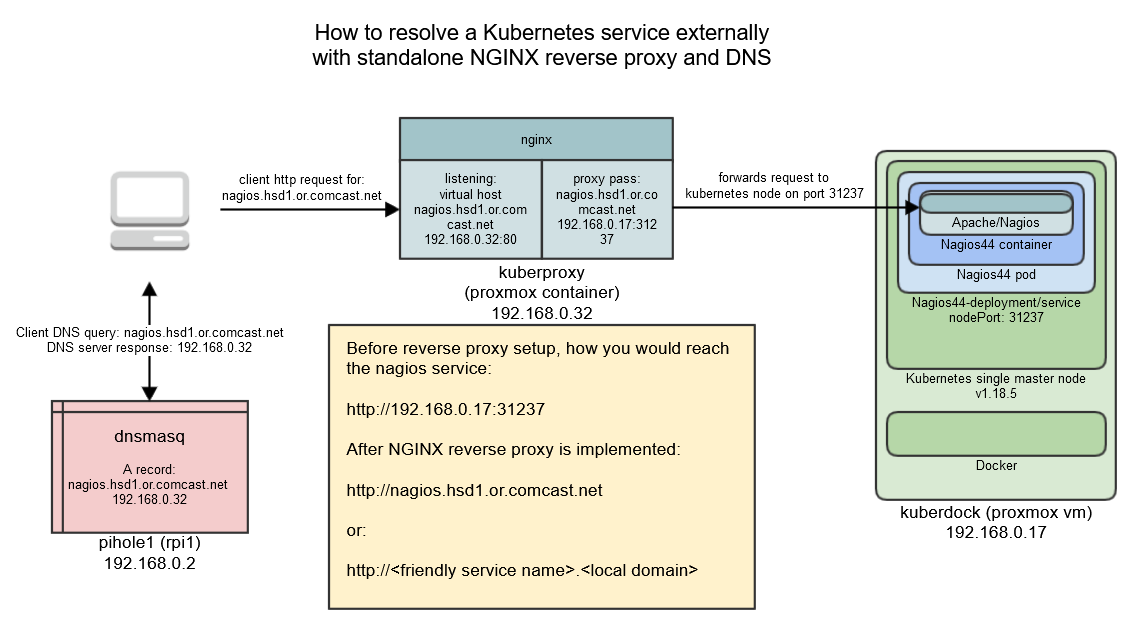 How to resolve a Kubernetes service externally
with standalone NGINX reverse proxy and DNS
client http request for:
nagios.hsd1.or.comcast.net
nginx
listening:
virtual host
nagios.hsd1.or.com
cast.net
192.168.0.32:80
proxy pass:
nagios.hsd1.or.co
mcast.net
192.168.0.17:312
37
kuberproxy
(proxmox container)
192.168.0.32
forwards request to
kubernetes node on port 31237
Apache/Nagios
Nagios44 container
Nagios44 pod
Nagios44-deployment/service
nodePort: 31237
Kubernetes single master node
v1.18.5
Docker
kuberdock (proxmox vm)
192.168.0.17
Client DNS query: nagios.hsd1.or.comcast.net
DNS server response: 192.168.0.32
dnsmasq
A record:
nagios.hsd1.or.comcast.net
192.168.0.32
pihole1 (rpi1)
192.168.0.2
Before reverse proxy setup, how you would reach
the nagios service:
http://192.168.0.17:31237
After NGINX reverse proxy is implemented:
http://nagios.hsd1.or.comcast.net
or:
http://<friendly service name>.<local domain>